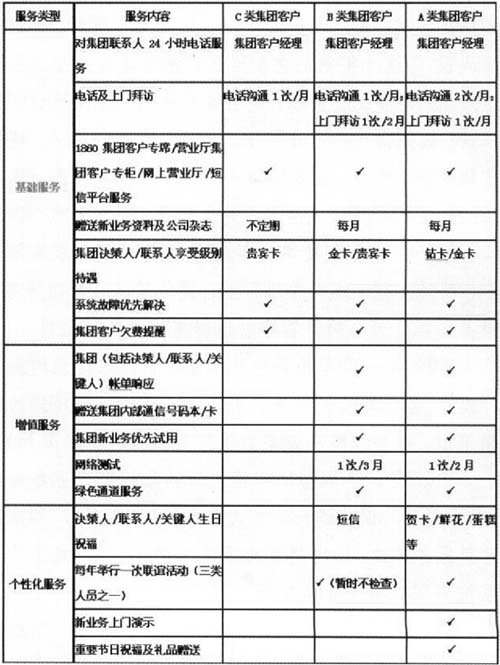 服务类型 服务内容 C 类集团客户 B 类集团客户 A 类集团客户
基础服务
对集团联系人 24 小时电话服 集团客户经理 集团客户经理 集团客户经理
务
电话及上门拜访 电话沟通 1 次/月 电话沟通 1 次/月; 电话沟通 2 次/月;
上门拜访 1 次/2 月 上门拜访 1 次/月
1860 集团客户专席/营业厅集
团客户专柜/网上营业厅/短 ✓ ✓ ✓
信平台服务
赠送新业务资料及公司杂志 不定期 每月 每月
集团决策人/联系人享受级别 贵宾卡 金卡/贵宾卡 钻卡/金卡
待遇
系统故障优先解决 ✓ ✓ ✓
集团客户欠费提醒 ✓ ✓ ✓
增值服务
集团（包括决策人/联系人/关 ✓ ✓
键人）帐单响应
赠送集团内部通信号码本/卡 ✓ ✓
集团新业务优先试用 ✓ ✓
网络测试 1 次/3 月 1 次/2 月
绿色通道服务 ✓
个性化服务
决策人/联系人/关键人生日 短信 贺卡/鲜花/蛋糕
祝福 等
每年举行一次联谊活动（三类 ✓（暂时不检查） ✓
人员之一）
新业务上门演示 ✓
重要节日祝福及礼品赠送 ✓